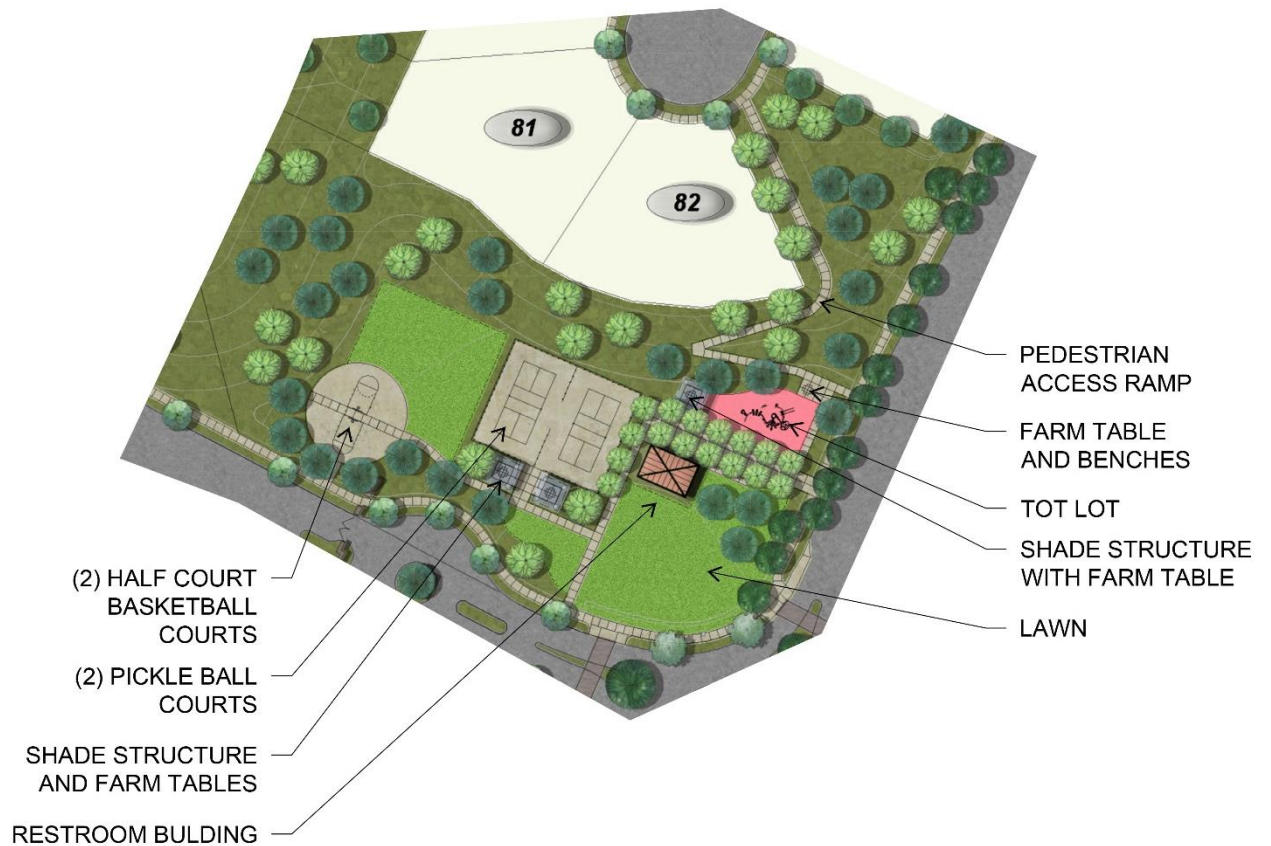 81
82
PEDESTRIAN
ACCESS RAMP
FARM TABLE
AND BENCHES
TOT LOT
SHADE STRUCTURE
WITH FARM TABLE
LAWN
(2) HALF COURT
BASKETBALL
COURTS
(2) PICKLE BALL
COURTS
SHADE STRUCTURE
AND FARM TABLES
RESTROOM BULDING